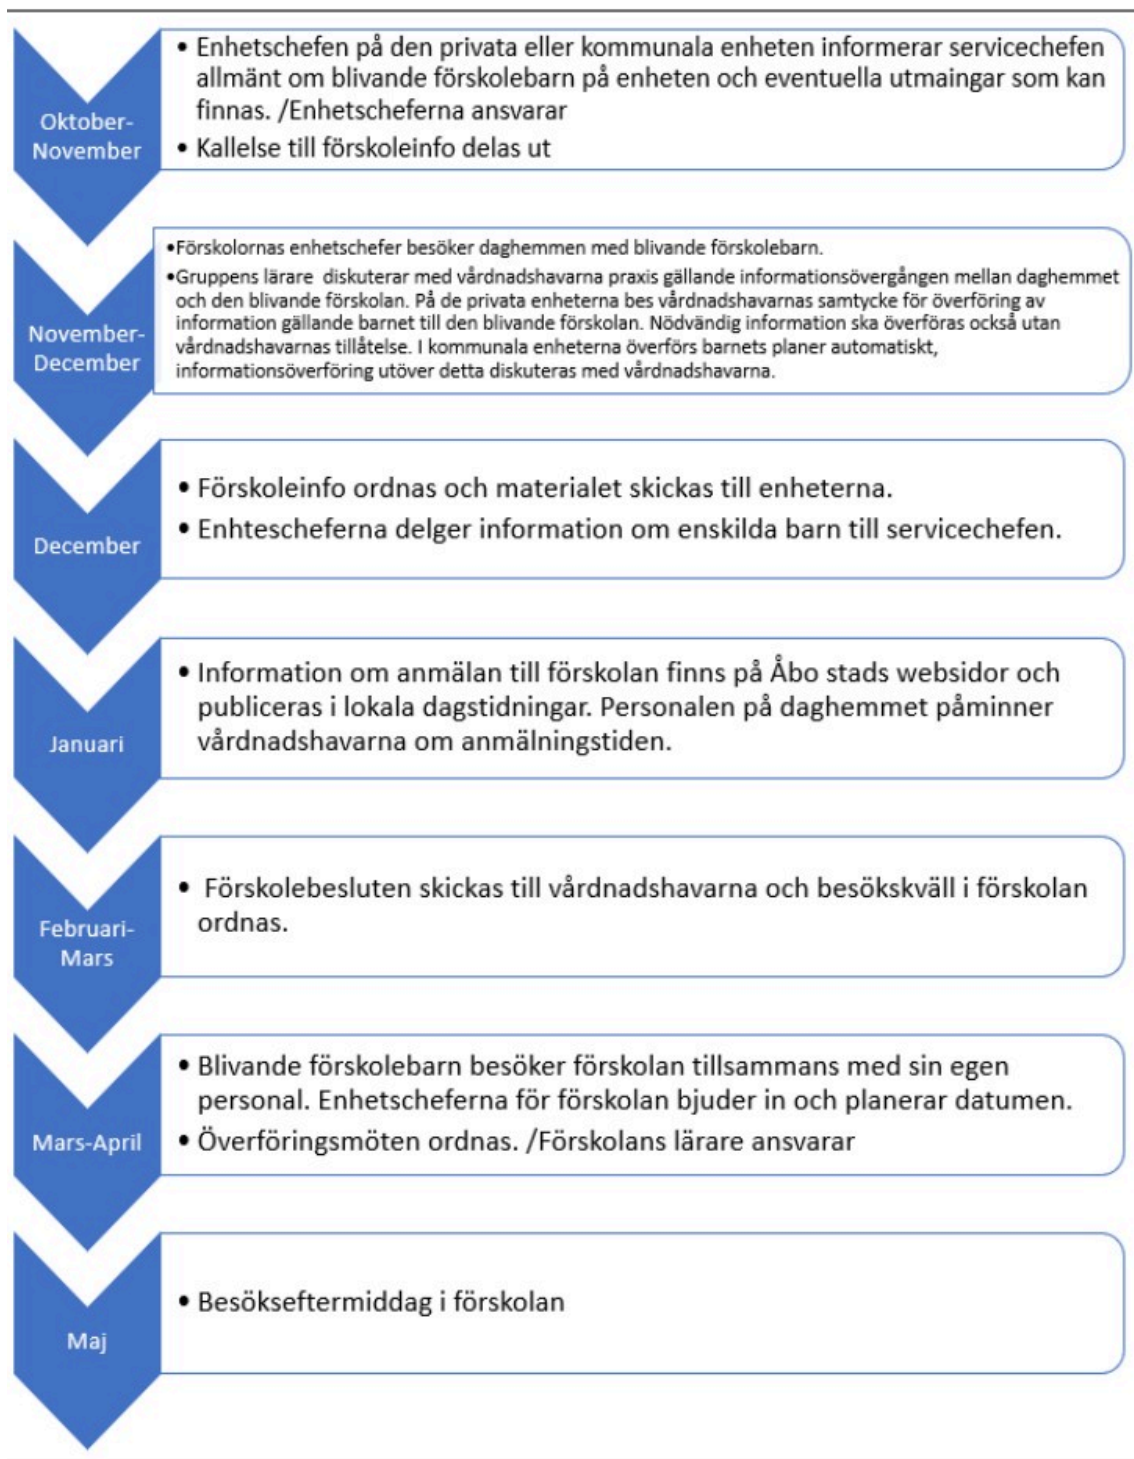 Oktober-
November
• Enhetschefen på den privata eller kommunala enheten informerar servicechefen
allmänt om blivande förskolebarn på enheten och eventuella utmaingar som kan
finnas. /Enhetscheferna ansvarar
• Kallelse till förskoleinfo delas ut
November-
December
•Förskolornas enhetschefer besöker daghemmen med blivande förskolebarn.
•Gruppens lärare diskuterar med vårdnadshavarna praxis gällande informationsövergången mellan daghemmet
och den blivande förskolan. På de privata enheterna bes vårdnadshavarnas samtycke för överföring av
information gällande barnet till den blivande förskolan. Nödvändig information ska överföras också utan
vårdnadshavarnas tillåtelse. I kommunala enheterna överförs barnets planer automatiskt,
informationsöverföring utöver detta diskuteras med vårdnadshavarna.
December
• Förskoleinfo ordnas och materialet skickas till enheterna.
• Enhtescheferna delger information om enskilda barn till servicechefen.
Januari
• Information om anmälan till förskolan finns på Åbo stads websidor och
publiceras i lokala dagstidningar. Personalen på daghemmet påminner
vårdnadshavarna om anmälningstiden.
Februari-
Mars
• Förskolebesluten skickas till vårdnadshavarna och besökskväll i förskolan
ordnas.
Mars-April
• Blivande förskolebarn besöker förskolan tillsammans med sin egen
personal. Enhetscheferna för förskolan bjuder in och planerar datumen.
• Överföringsmöten ordnas. /Förskolans lärare ansvarar
Maj
• Besökseftermiddag i förskolan